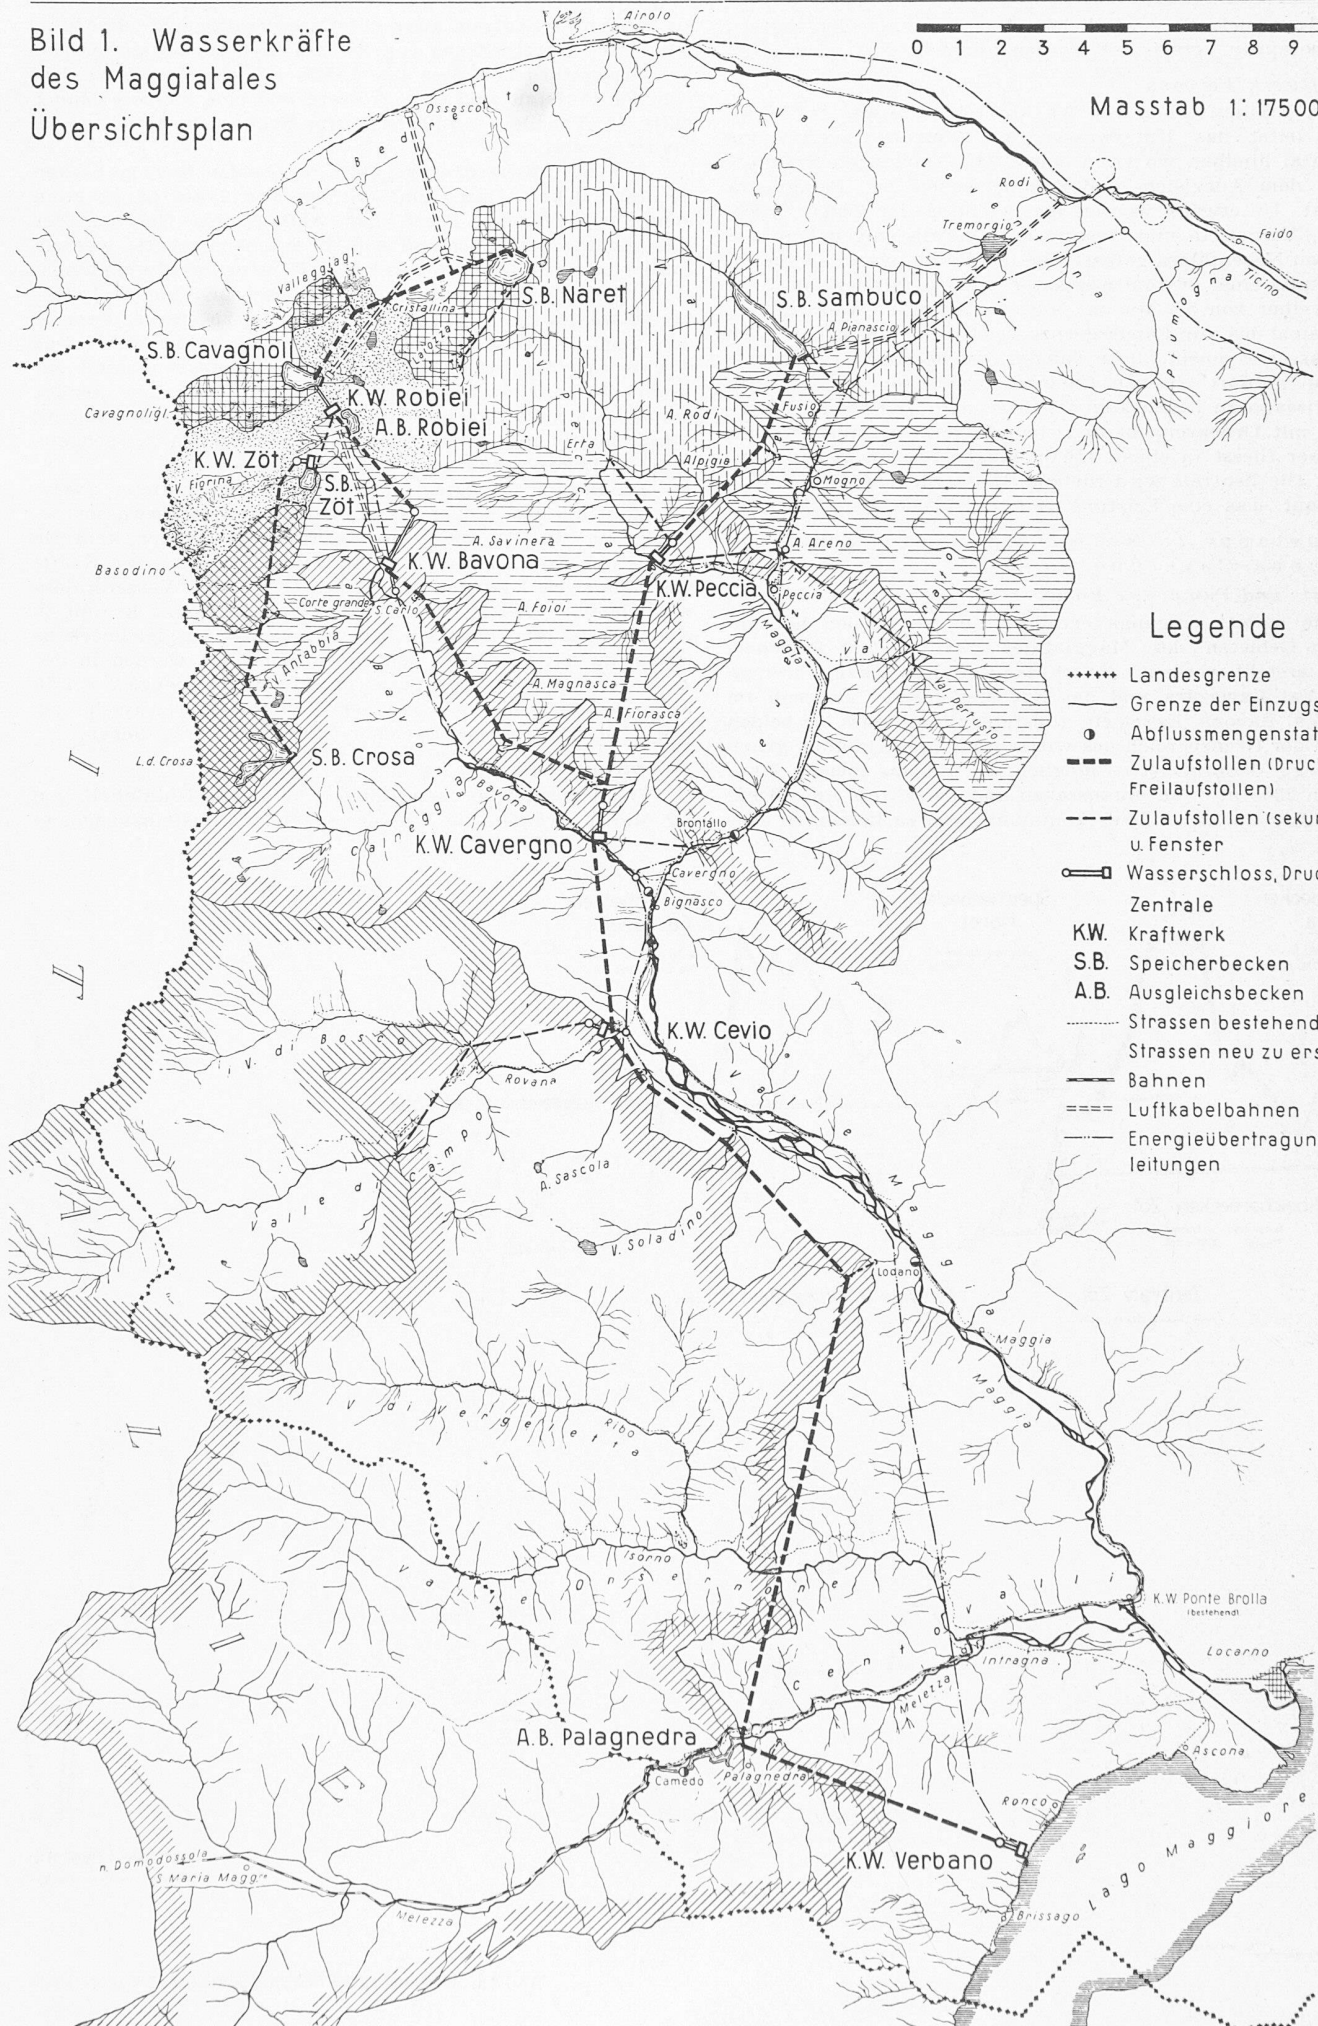 Bild 1. Wasserkräfte
des Maggiatales
Übersichtsplan
0 1 2 3 4 5 6 7 8 9
Masstab 1:17500
Airolo
Ossasco
Val Bedretto
Valle Leventina
Rodi
Tremorgio
Faido
Ticino
Piumogna
Valleggiagl.
Cristallina
S.B. Naret
S.B. Sambuco
A. Pianascio
S.B. Cavagnoli
Cavagnoligl.
K.W. Robiei
A.B. Robiei
K.W. Zöt
V. Fiorina
S.B.
Zöt
A. Rodi
Fusio
Erta
Alpigia
Mogno
A. Savinera
A. Areno
Basodino
K.W. Bavona
K.W. Peccia
Peccia
Corte grande
S. Carlo
A. Foioi
Maggia
Val Prato
V. Antabbia
A. Magnasca
Val Pertusio
A. Fiorasca
L.d. Crosa
S.B. Crosa
Bavona
Calneggia
Brontallo
K.W. Cavergno
Cavergno
Bignasco
Legende
Landesgrenze
Grenze der Einzugs
Abflussmengenstat
Zulaufstollen (Druc
Freilaufstollen)
Zulaufstollen (sekun
u. Fenster
Wasserschloss, Druc
Zentrale
K.W. Kraftwerk
S.B. Speicherbecken
A.B. Ausgleichsbecken
Strassen bestehend
Strassen neu zu ers
Bahnen
Luftkabelbahnen
Energieübertragun
leitungen
K.W. Cevio
V. di Bosco
Rovana
Valle di Campo
A. Sascola
V. Soladino
Valle Maggia
Lodano
Maggia
Maggia
V. di Vergeletta
Ribo
Isorno
Valle Onsernone
Centovalli
K.W. Ponte Brolla
(bestehend)
Locarno
Intragna
Melezza
A.B. Palagnedra
Camedo
Palagnedra
Ascona
Ronco
K.W. Verbano
Lago Maggiore
n. Domodossola
S. Maria Magg.re
Melezza
Brissago
ITALIEN